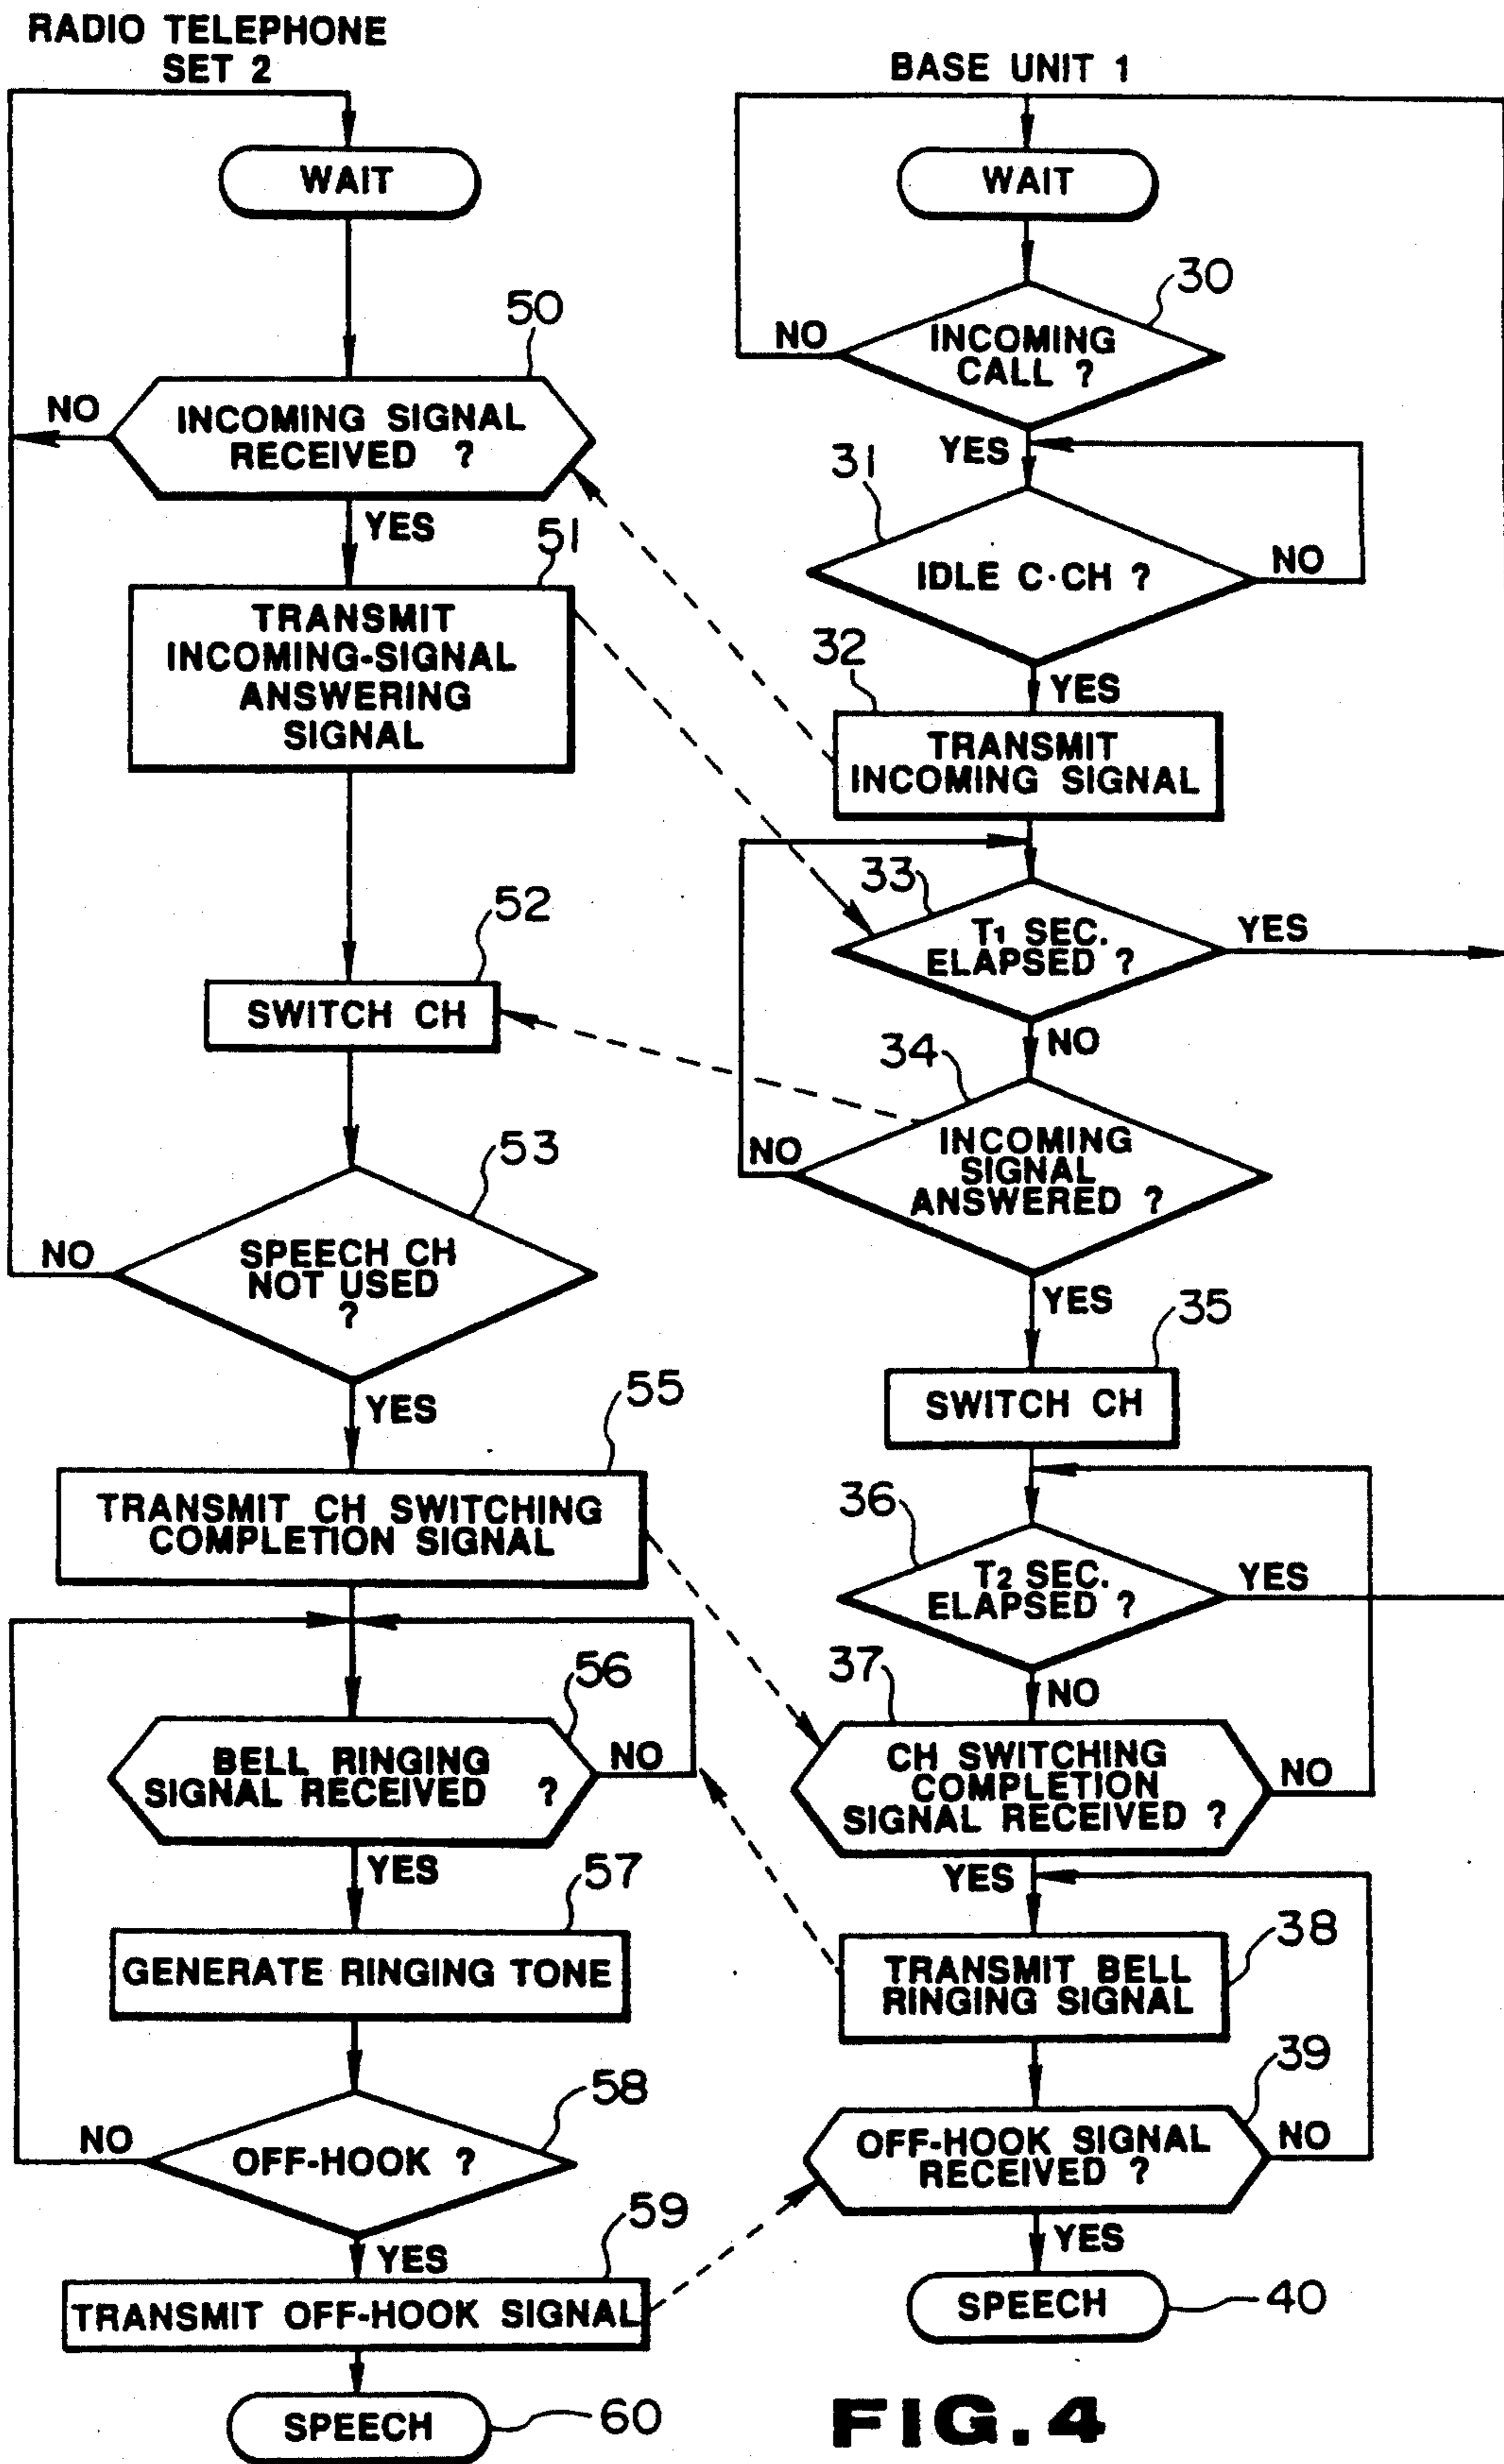 RADIO TELEPHONE
SET 2
WAIT
50
INCOMING SIGNAL
RECEIVED ?
NO
YES
51
TRANSMIT
INCOMING-SIGNAL
ANSWERING
SIGNAL
52
SWITCH CH
53
SPEECH CH
NOT USED
?
NO
YES
55
TRANSMIT CH SWITCHING
COMPLETION SIGNAL
56
BELL RINGING
SIGNAL RECEIVED ?
NO
YES
57
GENERATE RINGING TONE
58
OFF-HOOK ?
NO
YES
59
TRANSMIT OFF-HOOK SIGNAL
SPEECH
60
BASE UNIT 1
WAIT
30
INCOMING
CALL ?
NO
YES
31
IDLE C·CH ?
NO
YES
32
TRANSMIT
INCOMING SIGNAL
33
T1 SEC.
ELAPSED ?
YES
NO
34
INCOMING
SIGNAL
ANSWERED ?
NO
YES
35
SWITCH CH
36
T2 SEC.
ELAPSED ?
YES
NO
37
CH SWITCHING
COMPLETION
SIGNAL RECEIVED ?
NO
YES
38
TRANSMIT BELL
RINGING SIGNAL
39
OFF-HOOK SIGNAL
RECEIVED ?
NO
YES
SPEECH
40
FIG.4